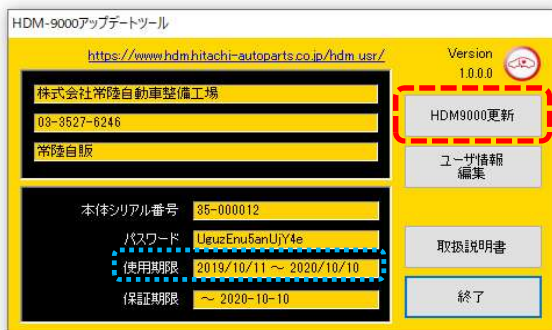 HDM-9000アップデートツール
https://www.hdm.hitachi-autoparts.co.jp/hdm_usr/
Version
1.0.0.0
株式会社常陸自動車整備工場
03-3527-6246
常陸自販
HDM9000更新
ユーザ情報
編集
本体シリアル番号 35-000012
パスワード UguzEnu5anUjY4e
使用期限 2019/10/11 ～ 2020/10/10
保証期限 ～ 2020-10-10
取扱説明書
終了